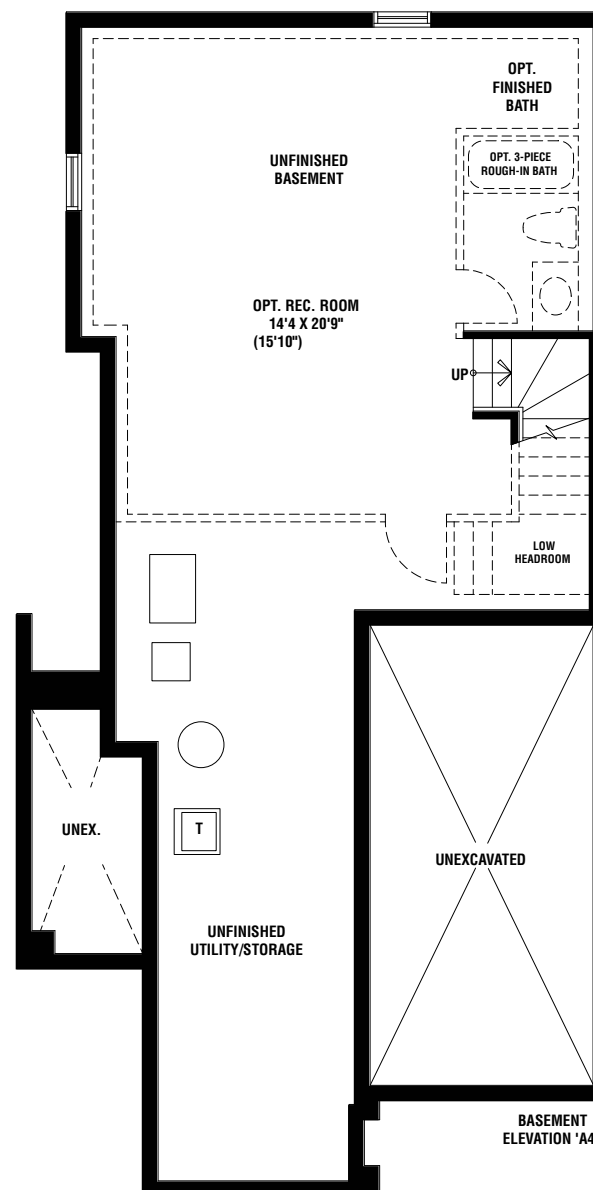 OPT.
FINISHED
BATH
OPT. 3-PIECE
ROUGH-IN BATH
UNFINISHED
BASEMENT
OPT. REC. ROOM
14'4 X 20'9"
(15'10")
UP
LOW
HEADROOM
UNEX.
T
UNEXCAVATED
UNFINISHED
UTILITY/STORAGE
BASEMENT
ELEVATION 'A4